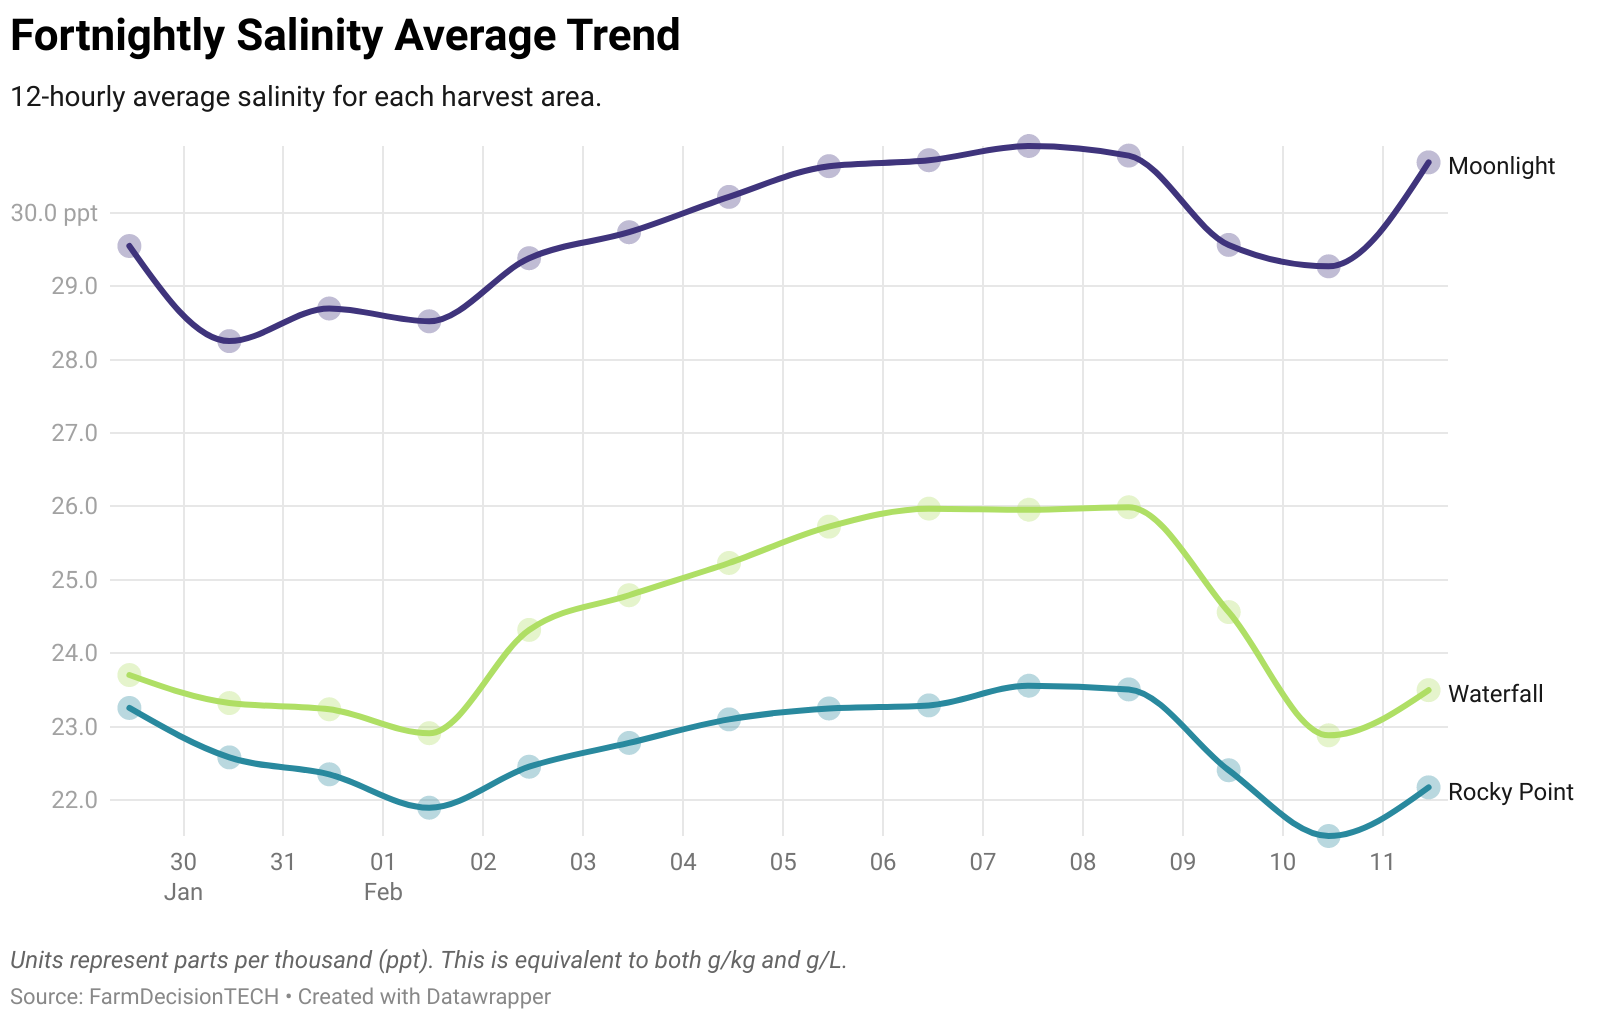 Fortnightly Salinity Average Trend
12-hourly average salinity for each harvest area.
Moonlight
30.0 ppt
29.0
28.0
27.0
26.0
25.0
24.0
Waterfall
23.0
Rocky Point
22.0
30 31 01 02 03 04 05 06 07 08 09 10 11
Jan Feb
Units represent parts per thousand (ppt). This is equivalent to both g/kg and g/L.
Source: FarmDecisionTECH • Created with Datawrapper